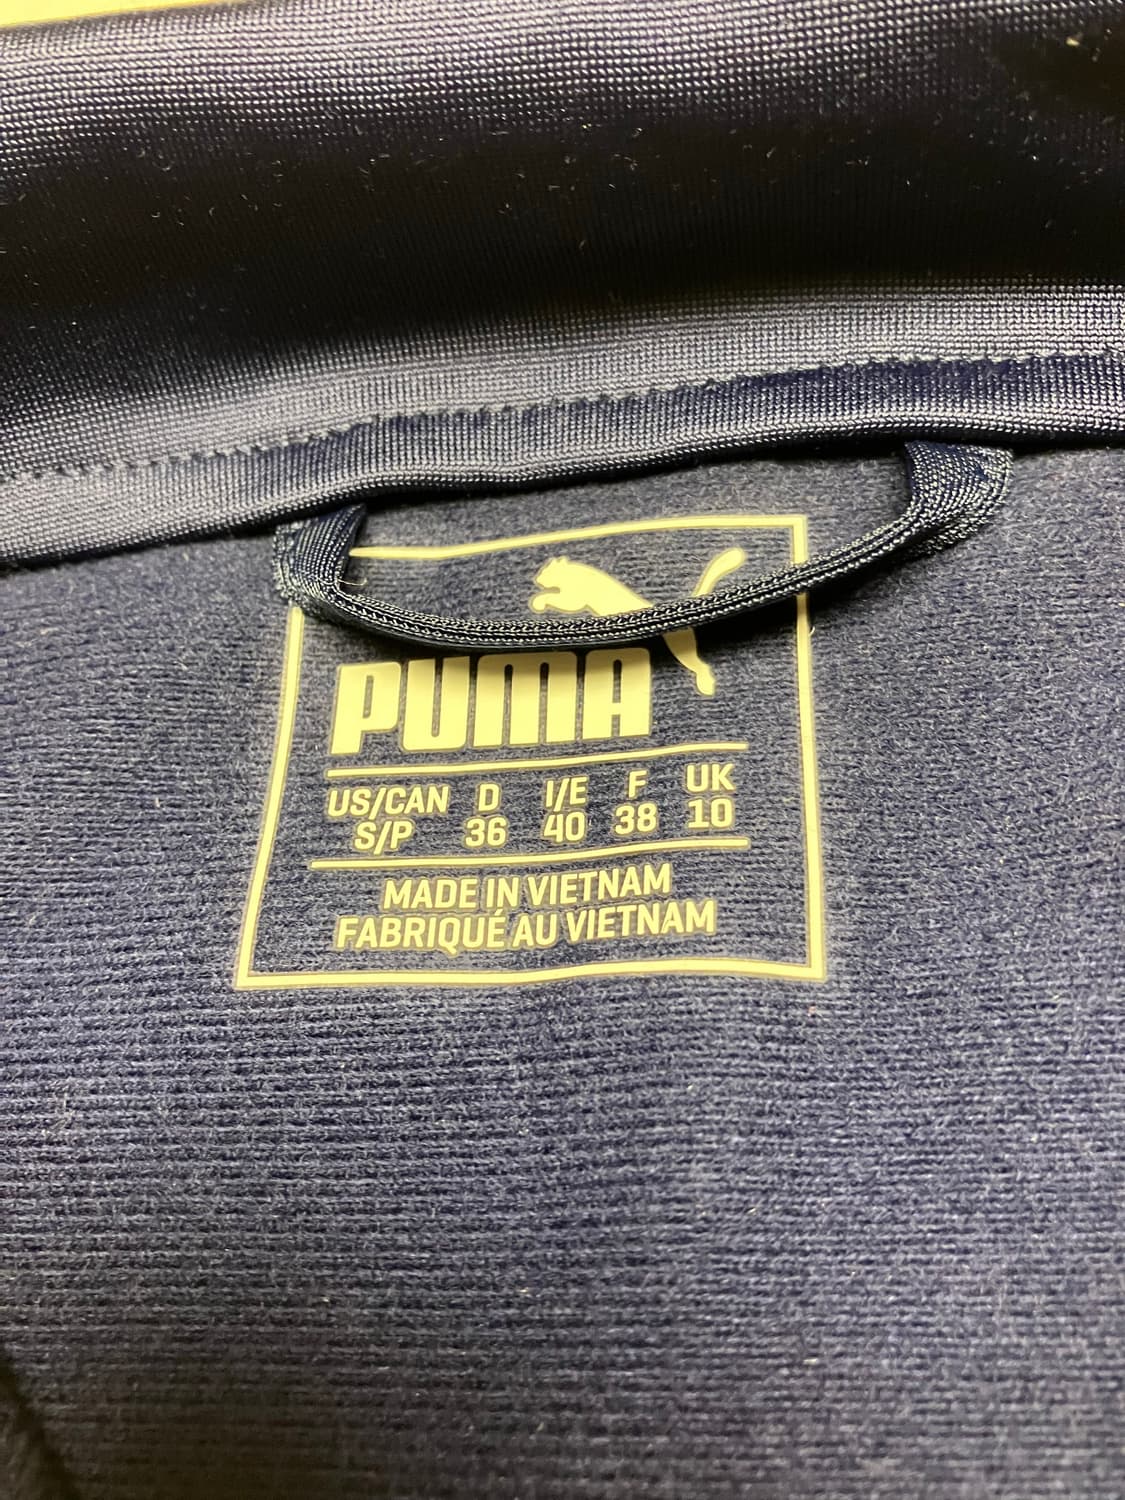 PUMA
US/CAN D I/E F UK
S/P 36 40 38 10
MADE IN VIETNAM
FABRIQUÉ AU VIETNAM